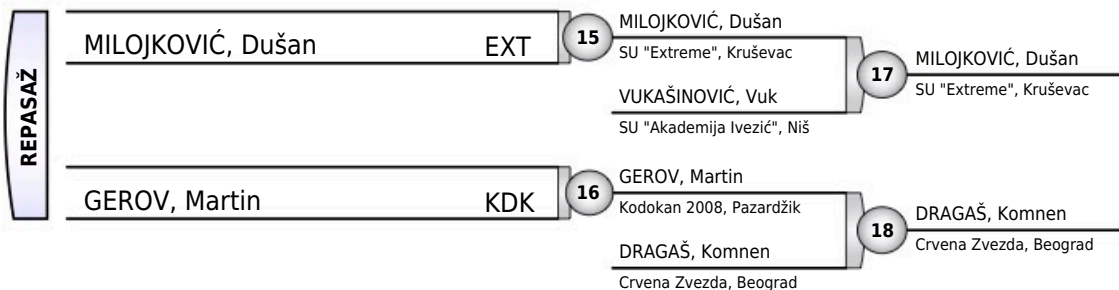 REPASAŽ
MILOJKOVIĆ, Dušan EXT
15
MILOJKOVIĆ, Dušan
SU "Extreme", Kruševac
VUKAŠINOVIĆ, Vuk
SU "Akademija Ivezić", Niš
17
MILOJKOVIĆ, Dušan
SU "Extreme", Kruševac
GEROV, Martin KDK
16
GEROV, Martin
Kodokan 2008, Pazardžik
DRAGAŠ, Komnen
Crvena Zvezda, Beograd
18
DRAGAŠ, Komnen
Crvena Zvezda, Beograd